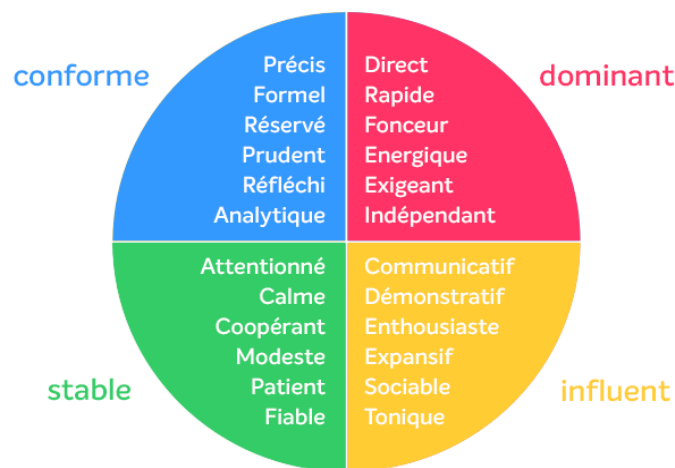 conforme
Précis
Formel
Réservé
Prudent
Réfléchi
Analytique
dominant
Direct
Rapide
Fonceur
Energique
Exigeant
Indépendant
stable
Attentionné
Calme
Coopérant
Modeste
Patient
Fiable
influent
Communicatif
Démonstratif
Enthousiaste
Expansif
Sociable
Tonique